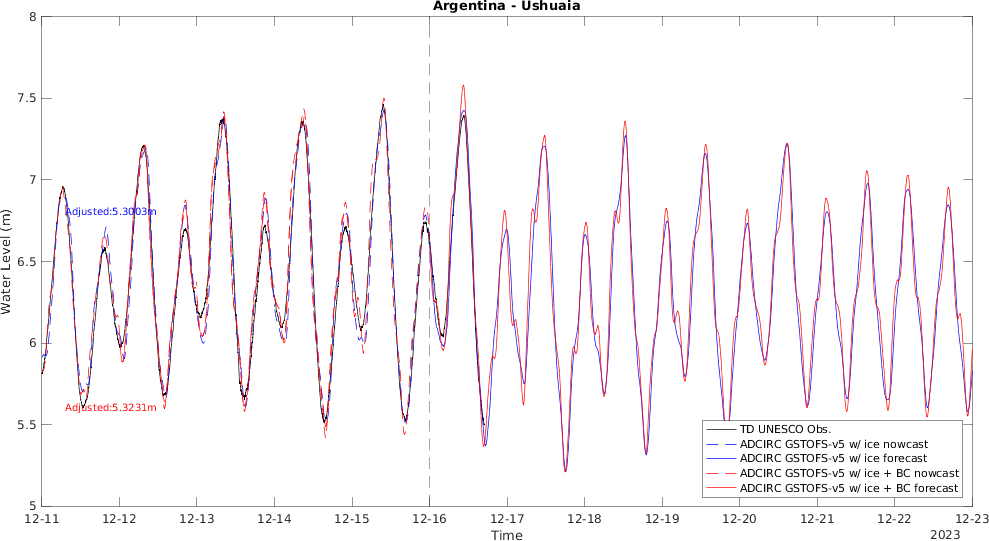 Argentina - Ushuaia
8
7.5
7
6.5
6
5.5
5
Water Level (m)
Adjusted:5.3003m
Adjusted:5.3231m
TD UNESCO Obs.
ADCIRC GSTOFS-v5 w/ ice nowcast
ADCIRC GSTOFS-v5 w/ ice forecast
ADCIRC GSTOFS-v5 w/ ice + BC nowcast
ADCIRC GSTOFS-v5 w/ ice + BC forecast
12-11 12-12 12-13 12-14 12-15 12-16 12-17 12-18 12-19 12-20 12-21 12-22 12-23
Time
2023